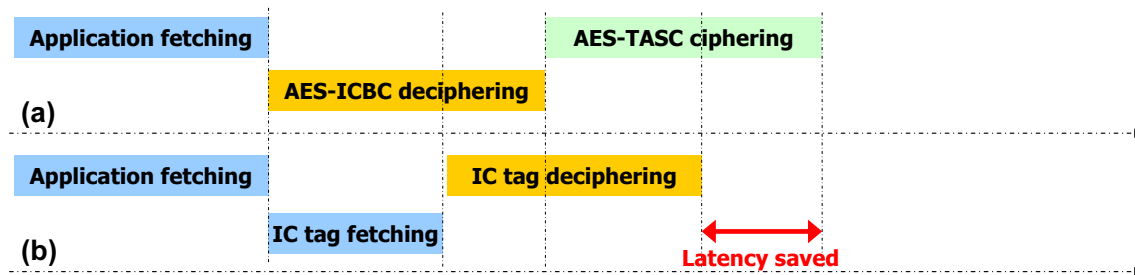 Application fetching
AES-TASC ciphering
AES-ICBC deciphering
(a)
Application fetching
IC tag deciphering
IC tag fetching
(b)
Latency saved